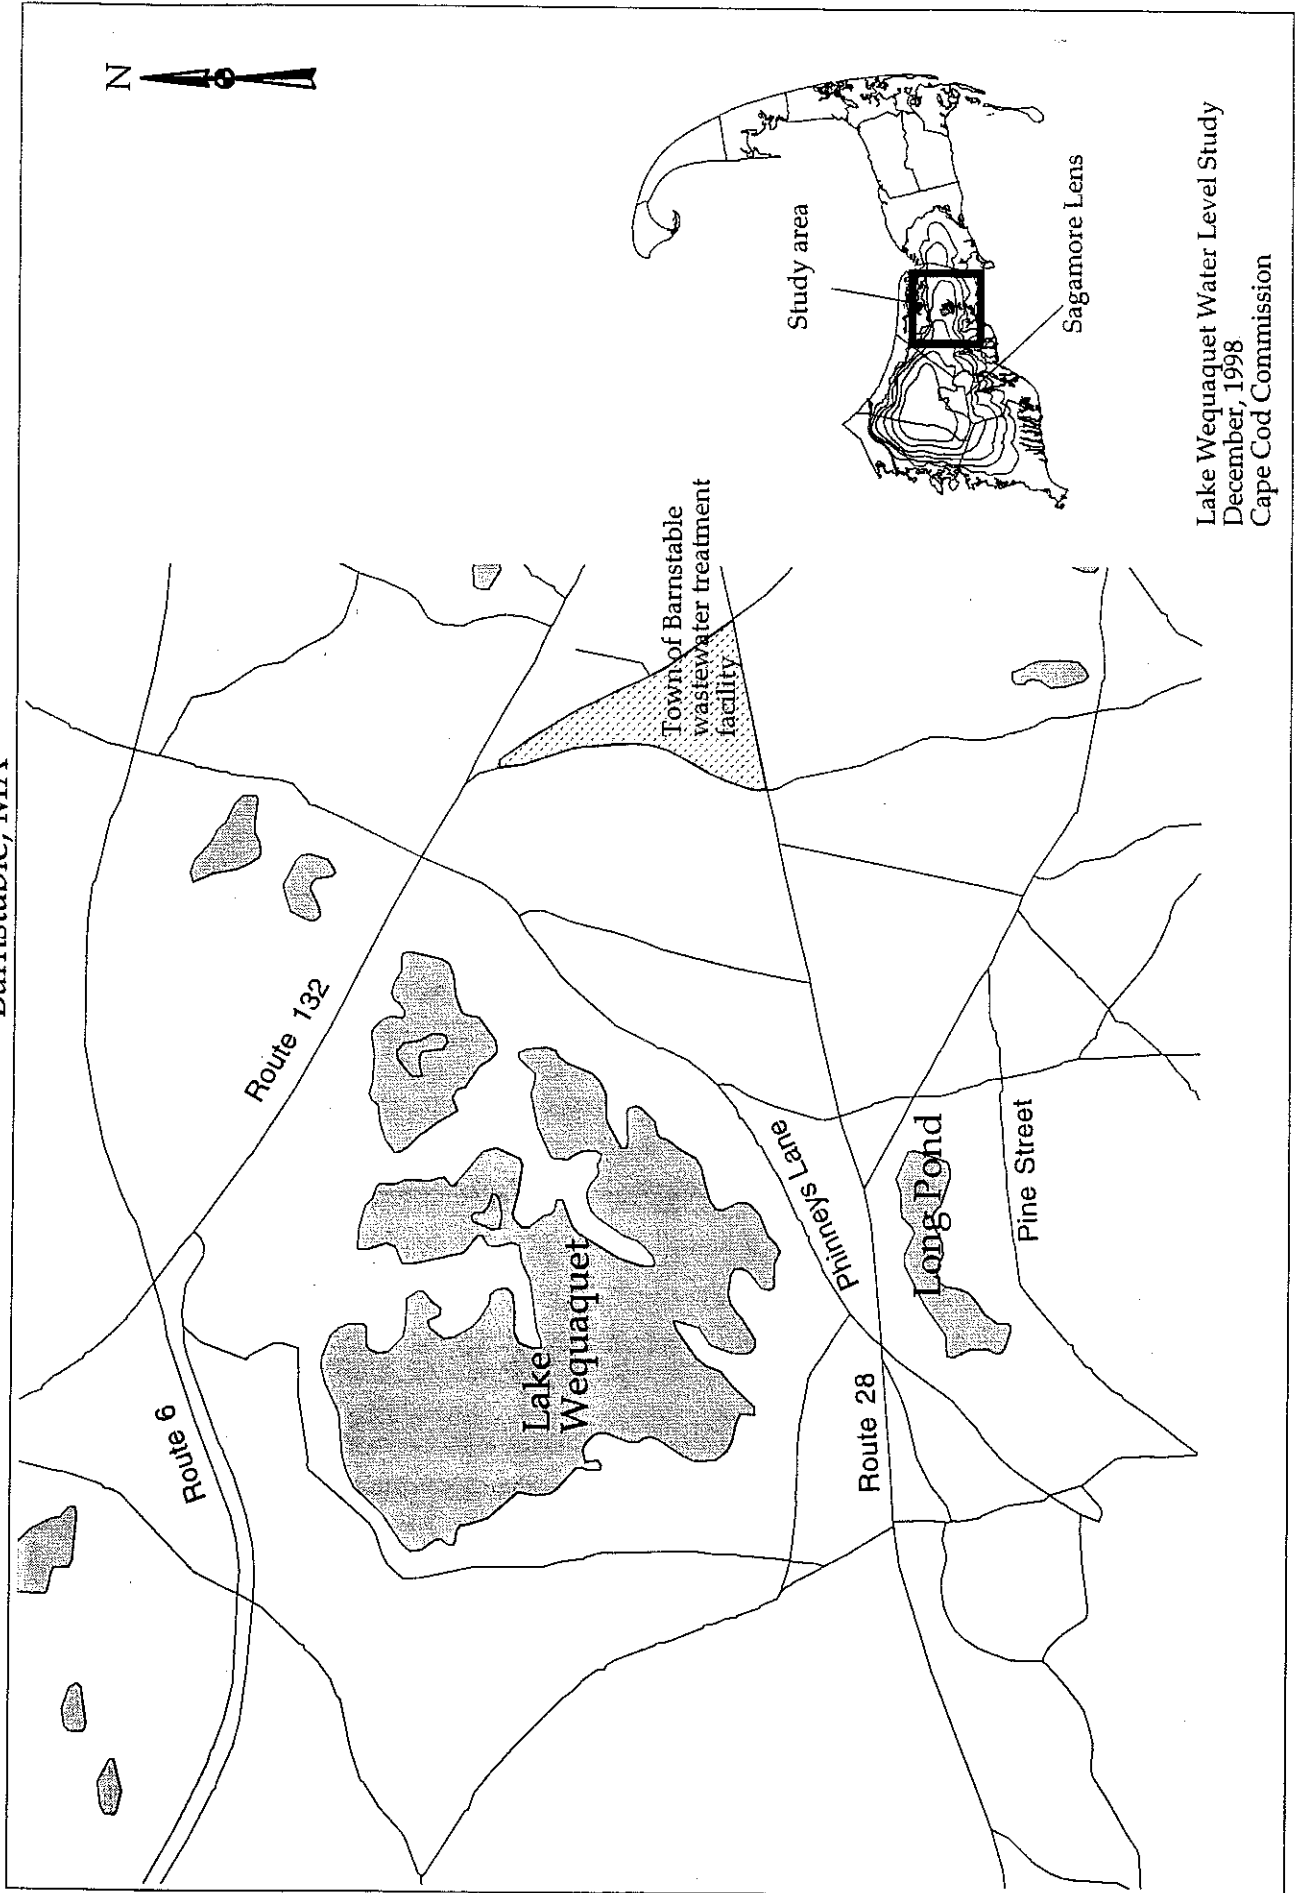 Barnstable, MA
N
Route 6
Route 132
Lake
Wequaquet
Phinneys Lane
Route 28
Long Pond
Pine Street
Town of Barnstable
wastewater treatment
facility
Study area
Sagamore Lens
Lake Wequaquet Water Level Study
December, 1998
Cape Cod Commission